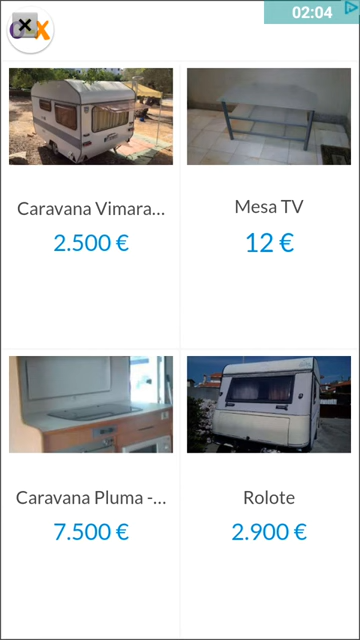 02:04
Caravana Vimara...
2.500 €
Mesa TV
12 €
Caravana Pluma -...
7.500 €
Rolote
2.900 €